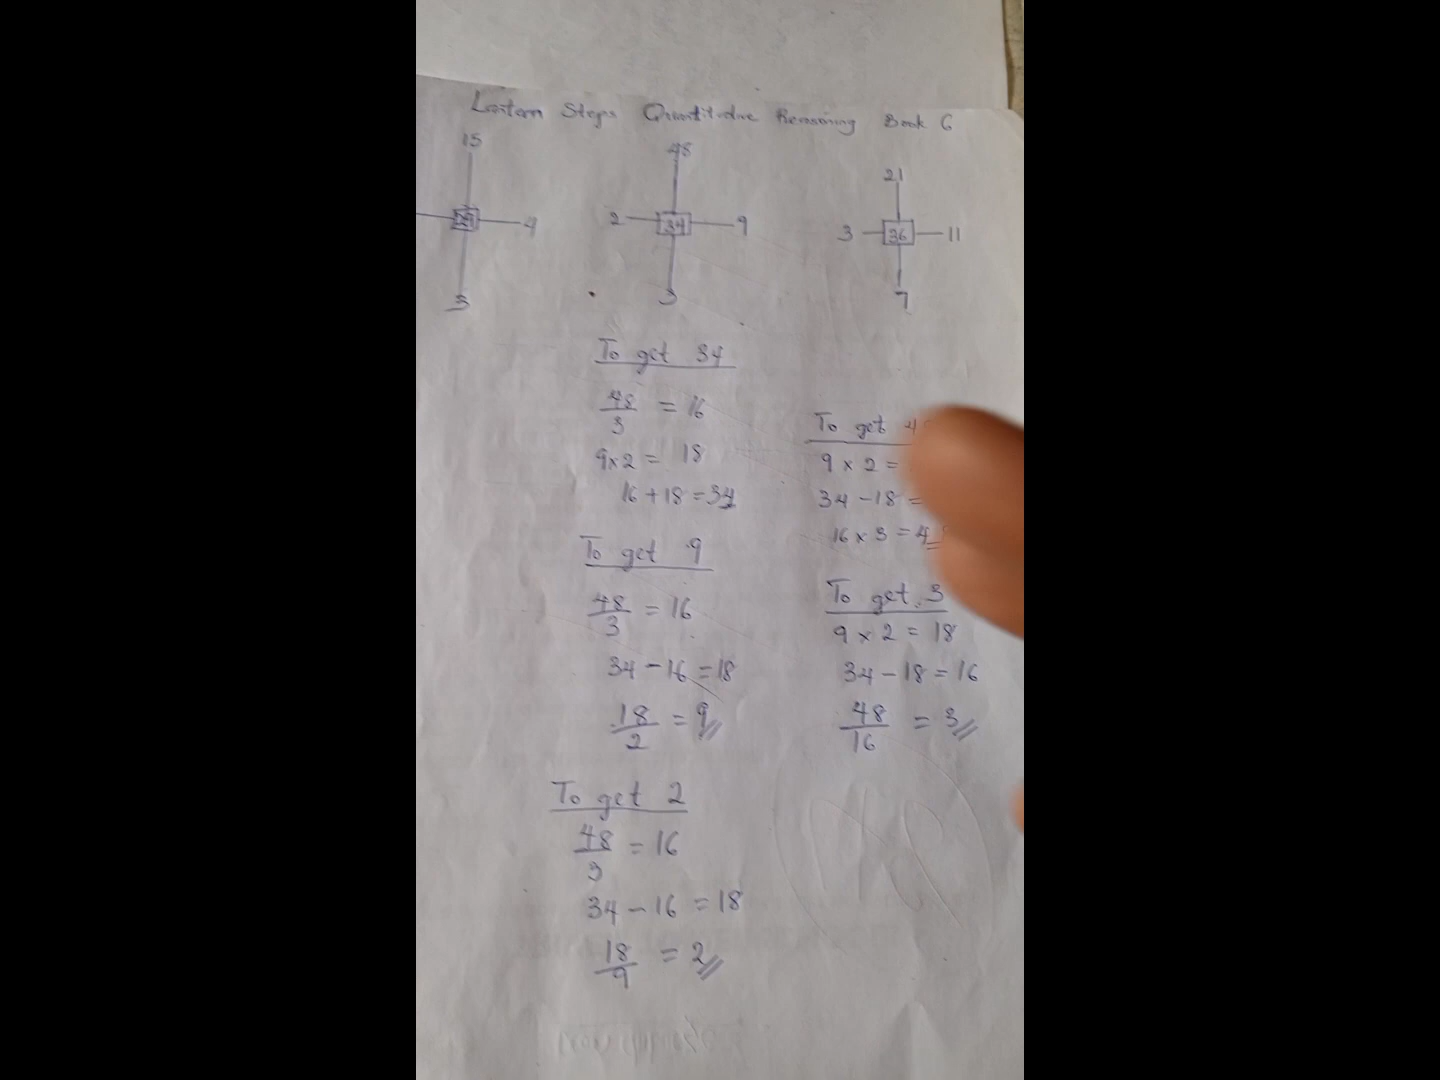 Lantern Steps Quantitative Reasoning Book 6
15
4
3
48
2 34 9
3
21
3 36 11
7
To get 34
48/3 = 16
9x2 = 18
16 + 18 = 34
To get 9
48/3 = 16
34 - 16 = 18
18/2 = 9
To get 2
48/3 = 16
34 - 16 = 18
18/9 = 2
To get
9 x 2 =
34 - 18 =
16 x 3 = 4
To get 3
9 x 2 = 18
34 - 18 = 16
48/16 = 3